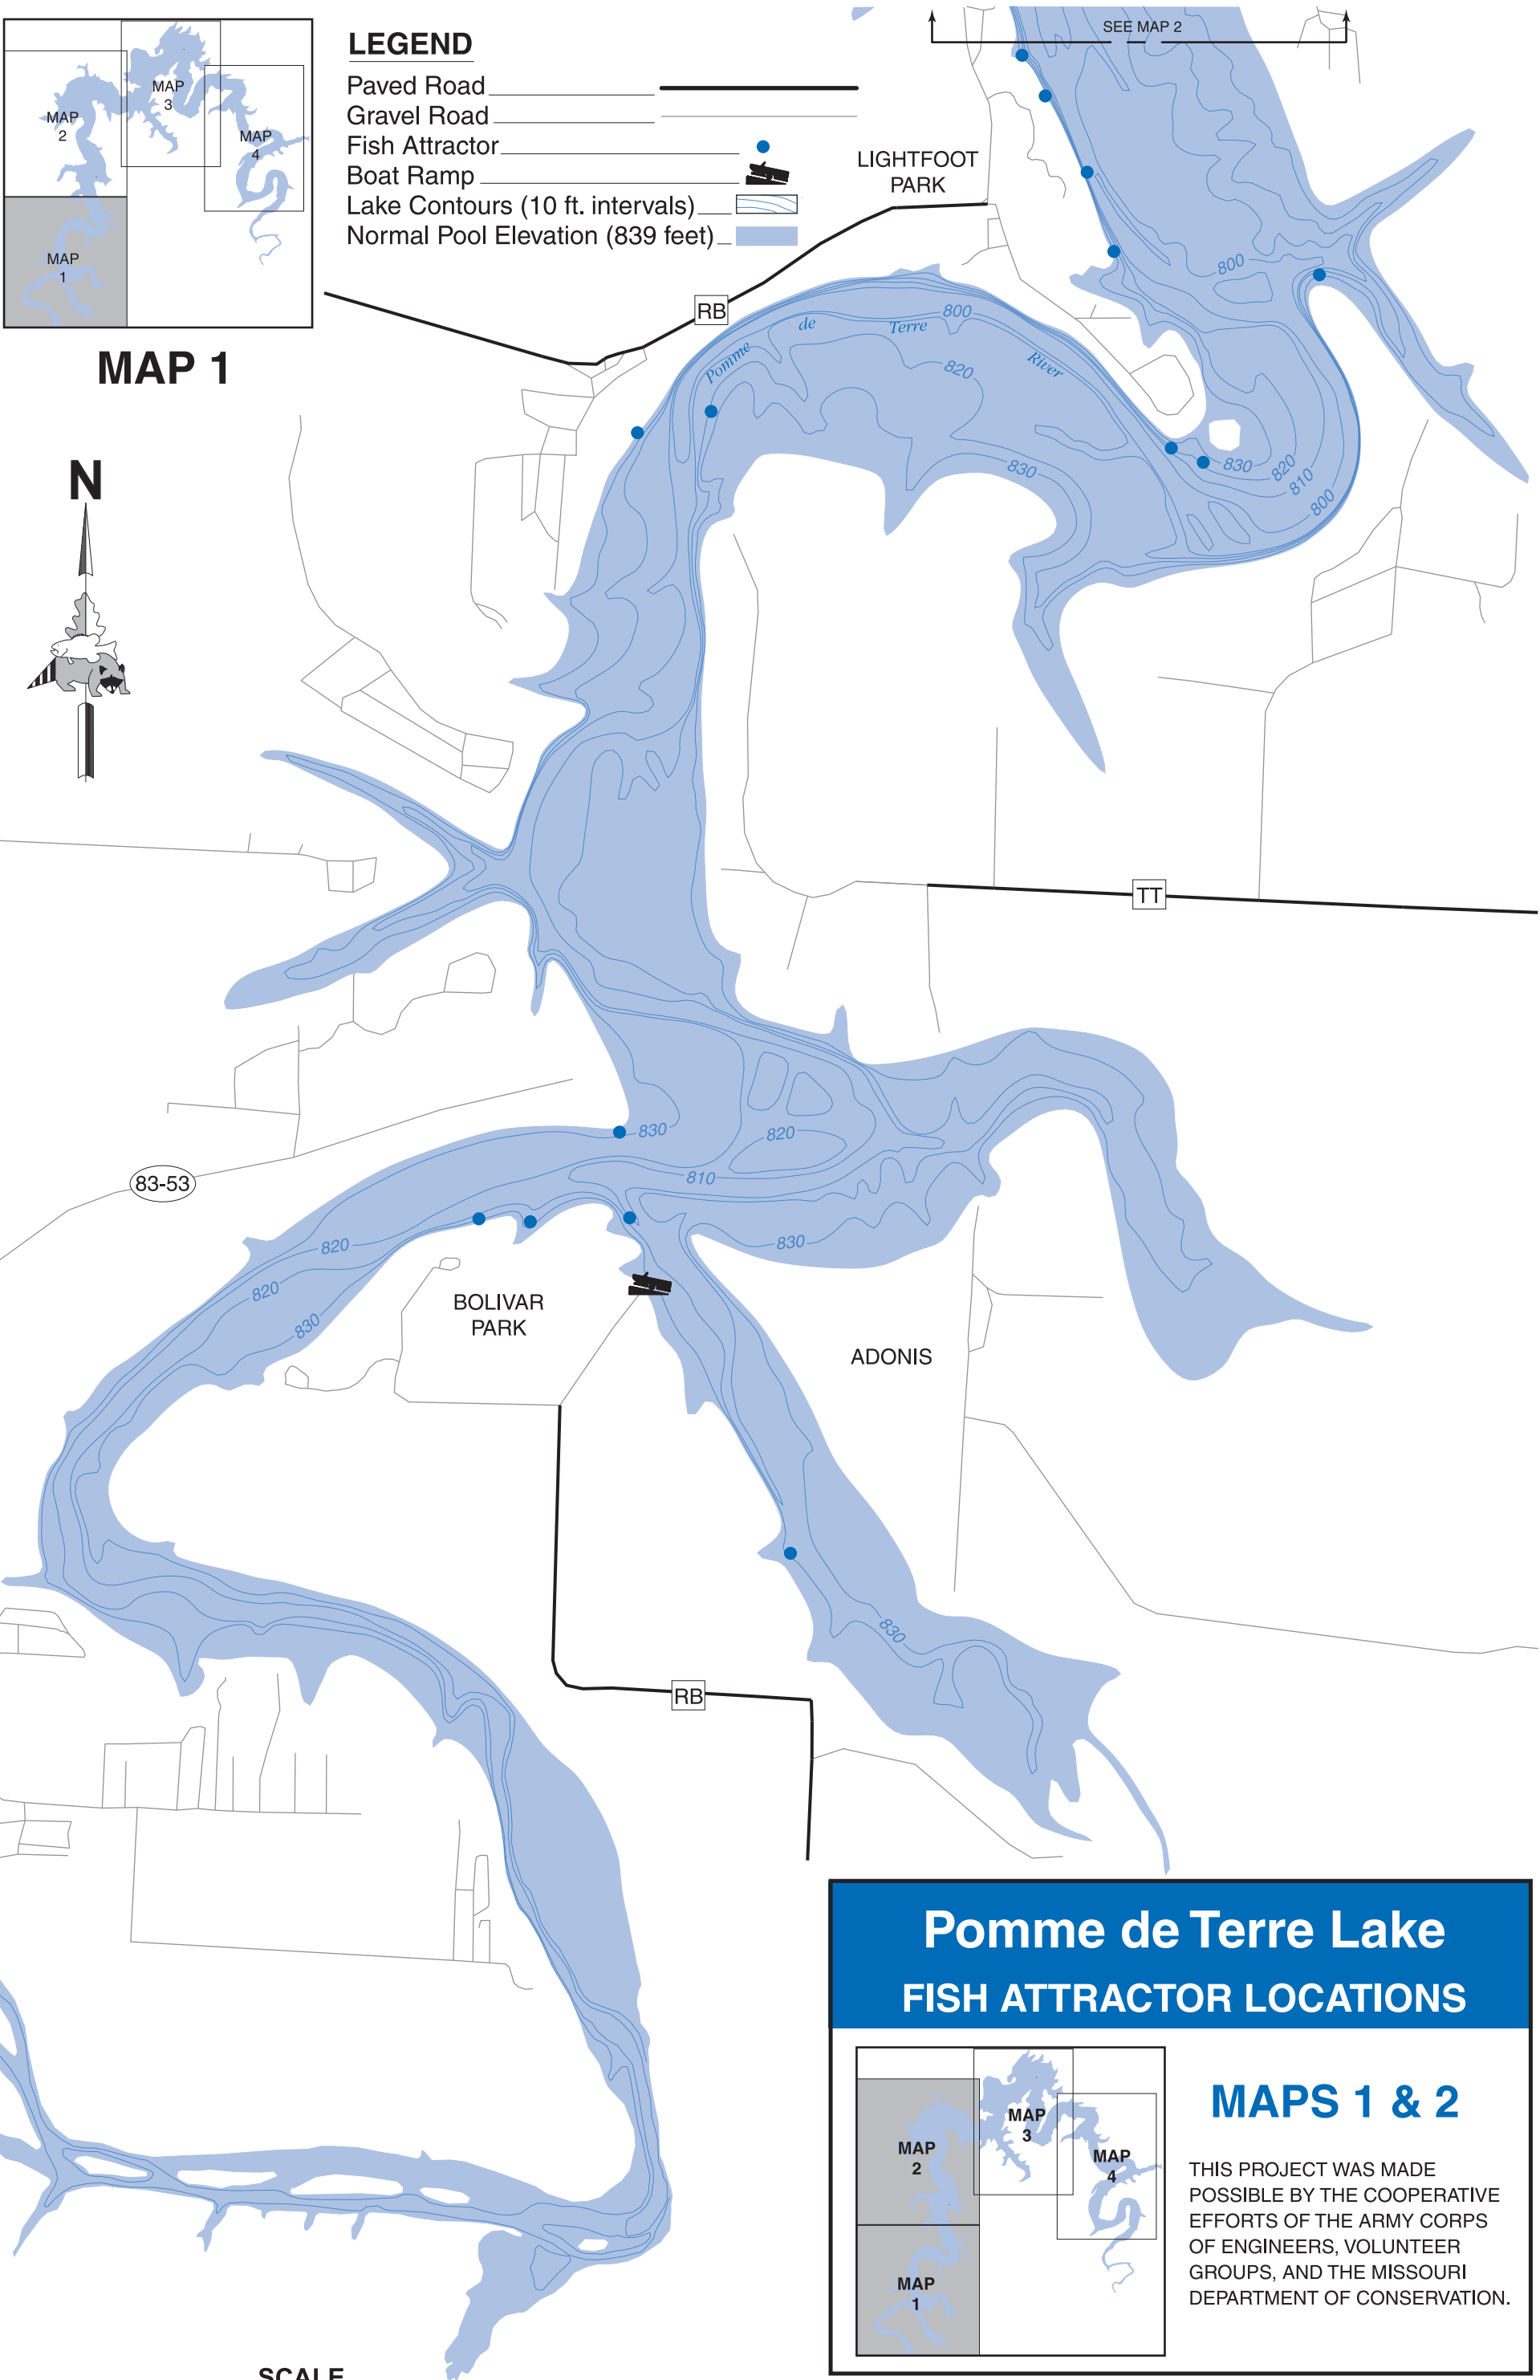 MAP
2
MAP
3
MAP
4
MAP
1
MAP 1
LEGEND
Paved Road
Gravel Road
Fish Attractor
Boat Ramp
Lake Contours (10 ft. intervals)
Normal Pool Elevation (839 feet)
SEE MAP 2
LIGHTFOOT
PARK
RB
Pomme de Terre River
800
800
820
830
830
820
810
800
N
TT
830
820
810
830
83-53
820
820
830
BOLIVAR
PARK
ADONIS
830
RB
Pomme de Terre Lake
FISH ATTRACTOR LOCATIONS
MAP
3
MAP
2
MAP
4
MAP
1
MAPS 1 & 2
THIS PROJECT WAS MADE
POSSIBLE BY THE COOPERATIVE
EFFORTS OF THE ARMY CORPS
OF ENGINEERS, VOLUNTEER
GROUPS, AND THE MISSOURI
DEPARTMENT OF CONSERVATION.
SCALE